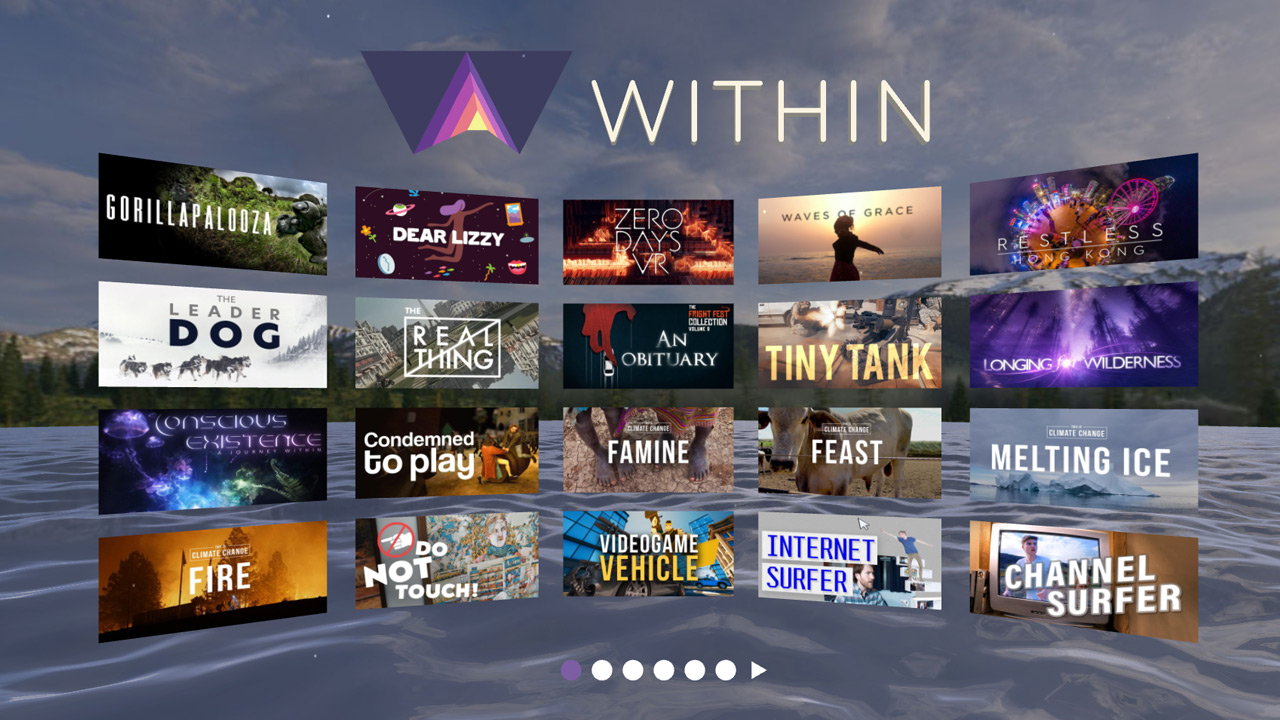 WITHIN
GORILLAPALOOZA
DEAR LIZZY
ZERO
DAYS
VR
WAVES OF GRACE
RESTLESS
HONG KONG
THE
LEADER
DOG
THE
REAL
THING
THE
FRIGHT FEST
COLLECTION
VOLUME II
AN
OBITUARY
TINY TANK
LONGING for WILDERNESS
CONSCIOUS
EXISTENCE
A JOURNEY WITHIN
Condemned
to play
CLIMATE CHANGE
FAMINE
CLIMATE CHANGE
FEAST
CLIMATE CHANGE
MELTING ICE
CLIMATE CHANGE
FIRE
DO
NOT
TOUCH!
VIDEOGAME
VEHICLE
INTERNET
SURFER
CHANNEL
SURFER